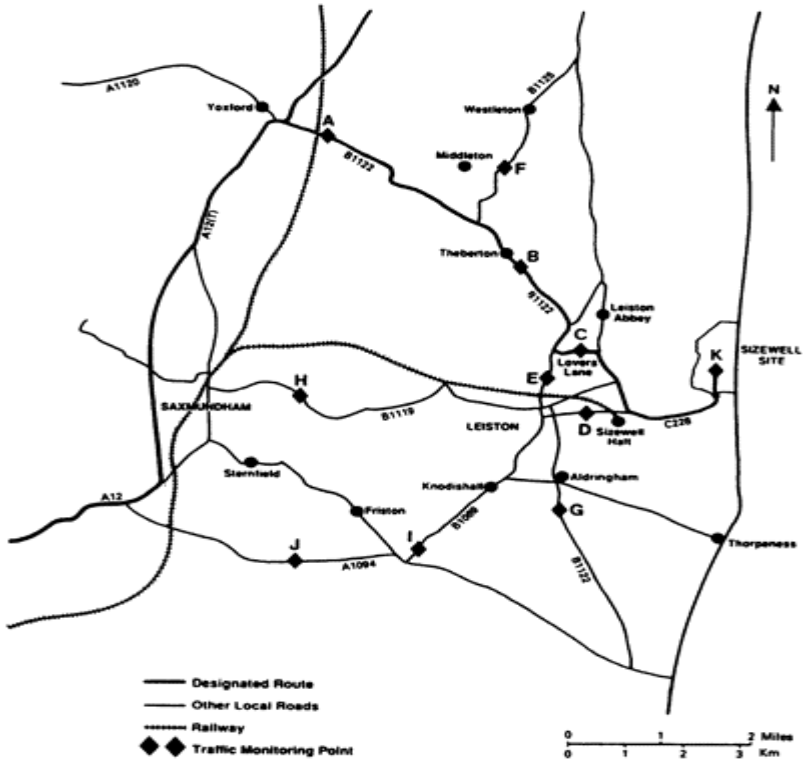 A1120
Yoxford
A
B1122
B1125
Westleton
Middleton
F
N
A12(T)
Theberton
B
B1122
Leiston
Abbey
C
Lovers
Lane
E
K
SIZEWELL
SITE
H
SAXMUNDHAM
B1119
LEISTON
D
Sizewell
Hall
C228
Sternfield
Knodishall
Aldringham
A12
Friston
B1069
G
I
J
A1094
B1122
Thorpeness
Designated Route
Other Local Roads
Railway
Traffic Monitoring Point
0 1 2 Miles
0 1 2 3 Km